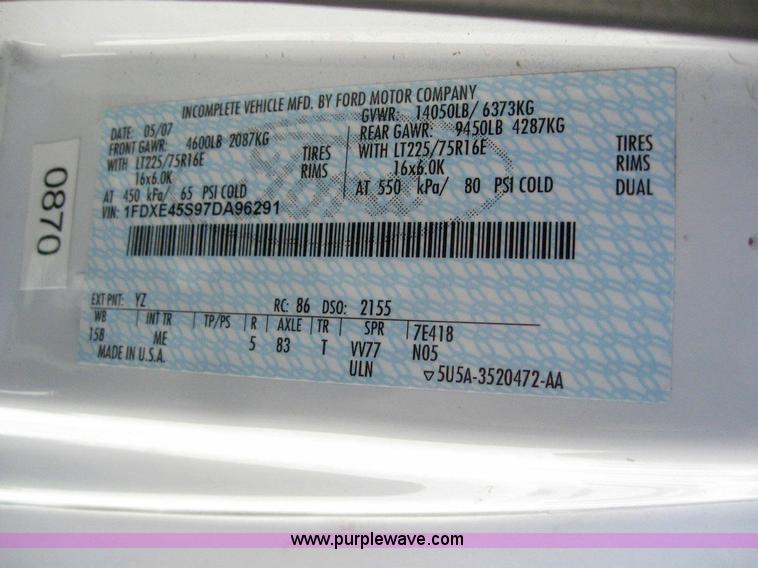 INCOMPLETE VEHICLE MFD. BY FORD MOTOR COMPANY
DATE: 05/07 GVWR: 14050LB/ 6373KG
FRONT GAWR: 4600LB 2087KG REAR GAWR: 9450LB 4287KG
WITH LT225/75R16E TIRES WITH LT225/75R16E TIRES
16x6.0K RIMS 16x6.0K RIMS
AT 450 kPa/ 65 PSI COLD AT 550 kPa/ 80 PSI COLD DUAL
VIN: 1FDXE45S97DA96291
0870
EXT PNT: YZ RC: 86 DSO: 2155
WB INT TR TP/PS R AXLE TR SPR 7E418
158 ME 5 83 T VV77 N05
MADE IN U.S.A. ULN ▽5U5A-3520472-AA
www.purplewave.com